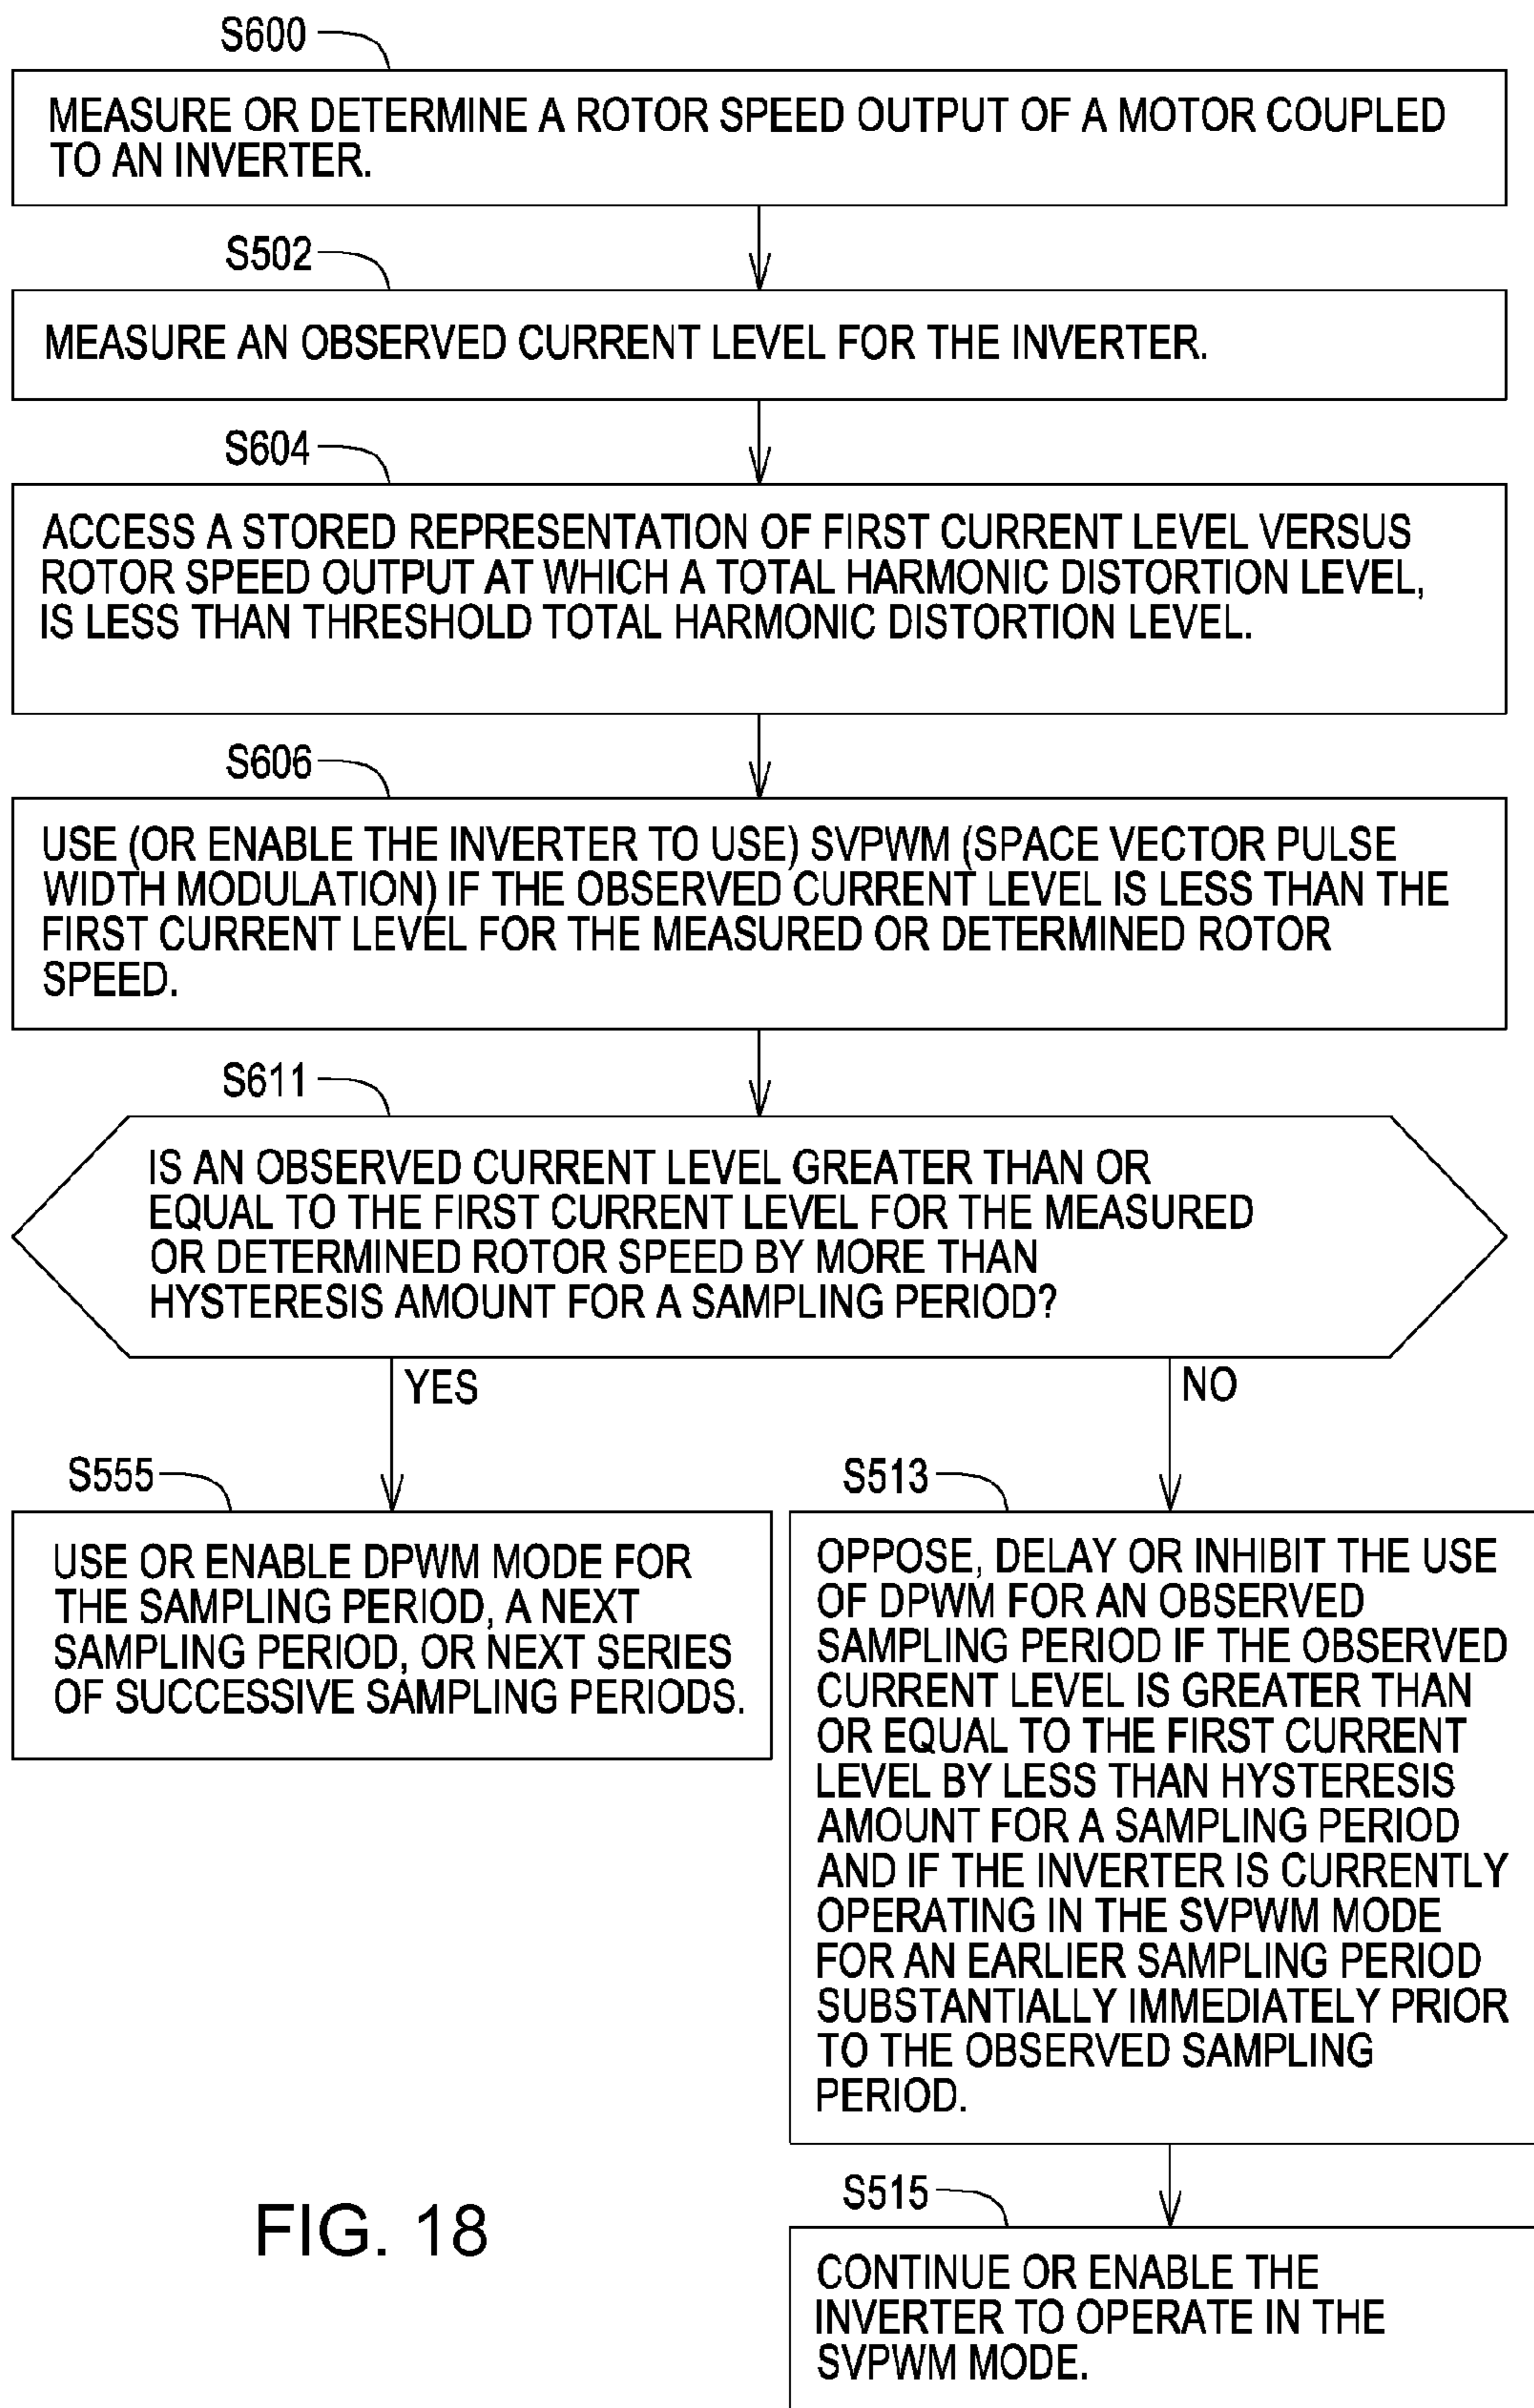 S600
MEASURE OR DETERMINE A ROTOR SPEED OUTPUT OF A MOTOR COUPLED
TO AN INVERTER.
S502
MEASURE AN OBSERVED CURRENT LEVEL FOR THE INVERTER.
S604
ACCESS A STORED REPRESENTATION OF FIRST CURRENT LEVEL VERSUS
ROTOR SPEED OUTPUT AT WHICH A TOTAL HARMONIC DISTORTION LEVEL,
IS LESS THAN THRESHOLD TOTAL HARMONIC DISTORTION LEVEL.
S606
USE (OR ENABLE THE INVERTER TO USE) SVPWM (SPACE VECTOR PULSE
WIDTH MODULATION) IF THE OBSERVED CURRENT LEVEL IS LESS THAN THE
FIRST CURRENT LEVEL FOR THE MEASURED OR DETERMINED ROTOR
SPEED.
S611
IS AN OBSERVED CURRENT LEVEL GREATER THAN OR
EQUAL TO THE FIRST CURRENT LEVEL FOR THE MEASURED
OR DETERMINED ROTOR SPEED BY MORE THAN
HYSTERESIS AMOUNT FOR A SAMPLING PERIOD?
YES
NO
S555
USE OR ENABLE DPWM MODE FOR
THE SAMPLING PERIOD, A NEXT
SAMPLING PERIOD, OR NEXT SERIES
OF SUCCESSIVE SAMPLING PERIODS.
S513
OPPOSE, DELAY OR INHIBIT THE USE
OF DPWM FOR AN OBSERVED
SAMPLING PERIOD IF THE OBSERVED
CURRENT LEVEL IS GREATER THAN
OR EQUAL TO THE FIRST CURRENT
LEVEL BY LESS THAN HYSTERESIS
AMOUNT FOR A SAMPLING PERIOD
AND IF THE INVERTER IS CURRENTLY
OPERATING IN THE SVPWM MODE
FOR AN EARLIER SAMPLING PERIOD
SUBSTANTIALLY IMMEDIATELY PRIOR
TO THE OBSERVED SAMPLING
PERIOD.
S515
CONTINUE OR ENABLE THE
INVERTER TO OPERATE IN THE
SVPWM MODE.
FIG. 18